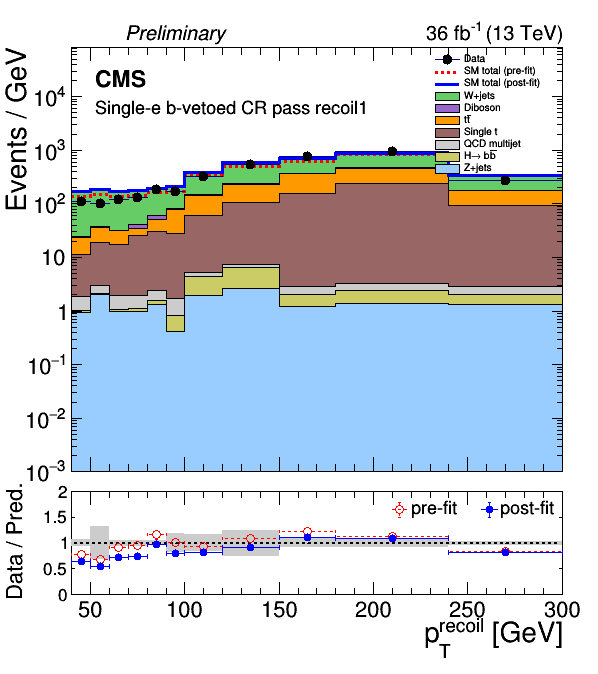 Preliminary 36 fb⁻¹ (13 TeV)
CMS
Single-e b-vetoed CR pass recoil1
Data
SM total (pre-fit)
SM total (post-fit)
W+jets
Diboson
tt̅
Single t
QCD multijet
H→ bb̅
Z+jets
Events / GeV
10⁴
10³
10²
10
1
10⁻¹
10⁻²
10⁻³
pre-fit post-fit
Data / Pred.
2
1.5
1
0.5
0
50 100 150 200 250 300
p_T^recoil [GeV]